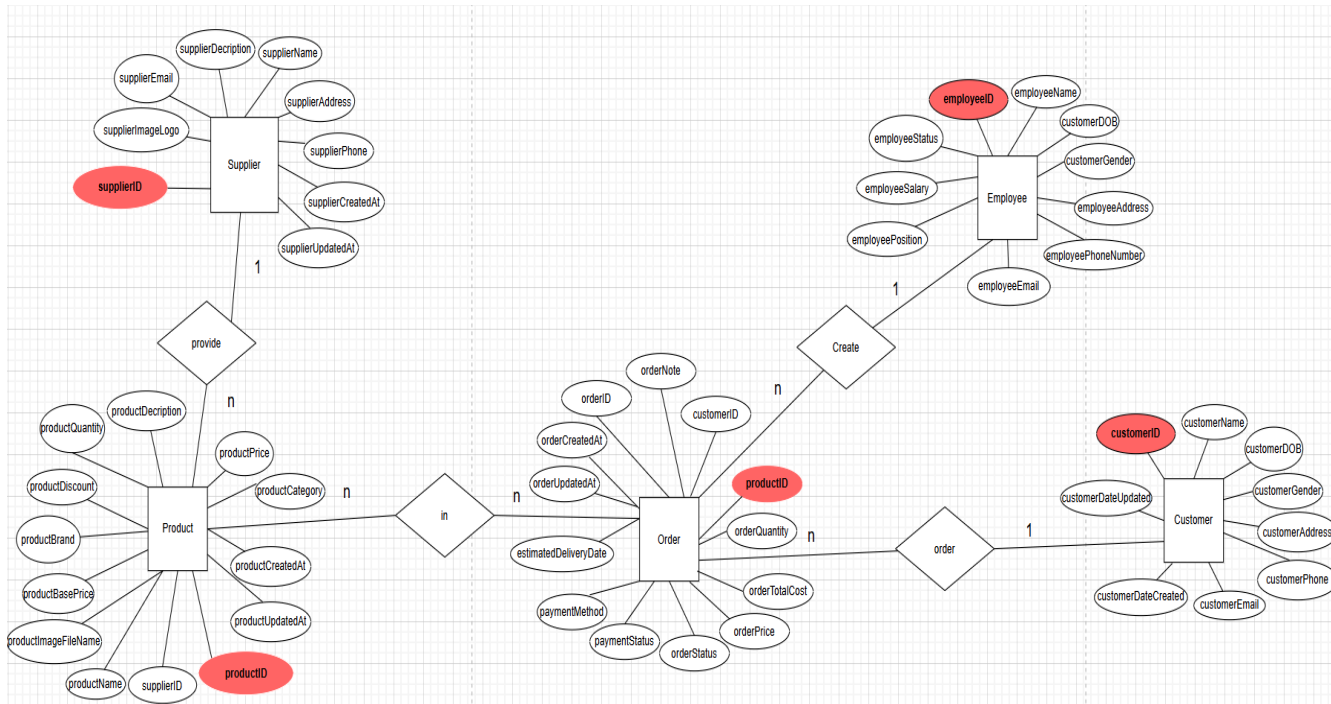 supplierDecription
supplierName
supplierEmail
supplierAddress
supplierImageLogo
supplierPhone
Supplier
supplierID
supplierCreatedAt
supplierUpdatedAt
1
provide
n
employeeID
employeeName
customerDOB
employeeStatus
customerGender
employeeSalary
Employee
employeeAddress
employeePosition
employeePhoneNumber
employeeEmail
1
Create
n
productDecription
productQuantity
productPrice
productDiscount
productCategory
Product
productBrand
productCreatedAt
productBasePrice
productUpdatedAt
productImageFileName
productName
supplierID
productID
n
in
n
orderNote
orderID
customerID
orderCreatedAt
orderUpdatedAt
productID
orderQuantity
Order
estimatedDeliveryDate
orderTotalCost
paymentMethod
orderPrice
paymentStatus
orderStatus
n
order
1
customerID
customerName
customerDOB
customerDateUpdated
customerGender
Customer
customerAddress
customerPhone
customerDateCreated
customerEmail